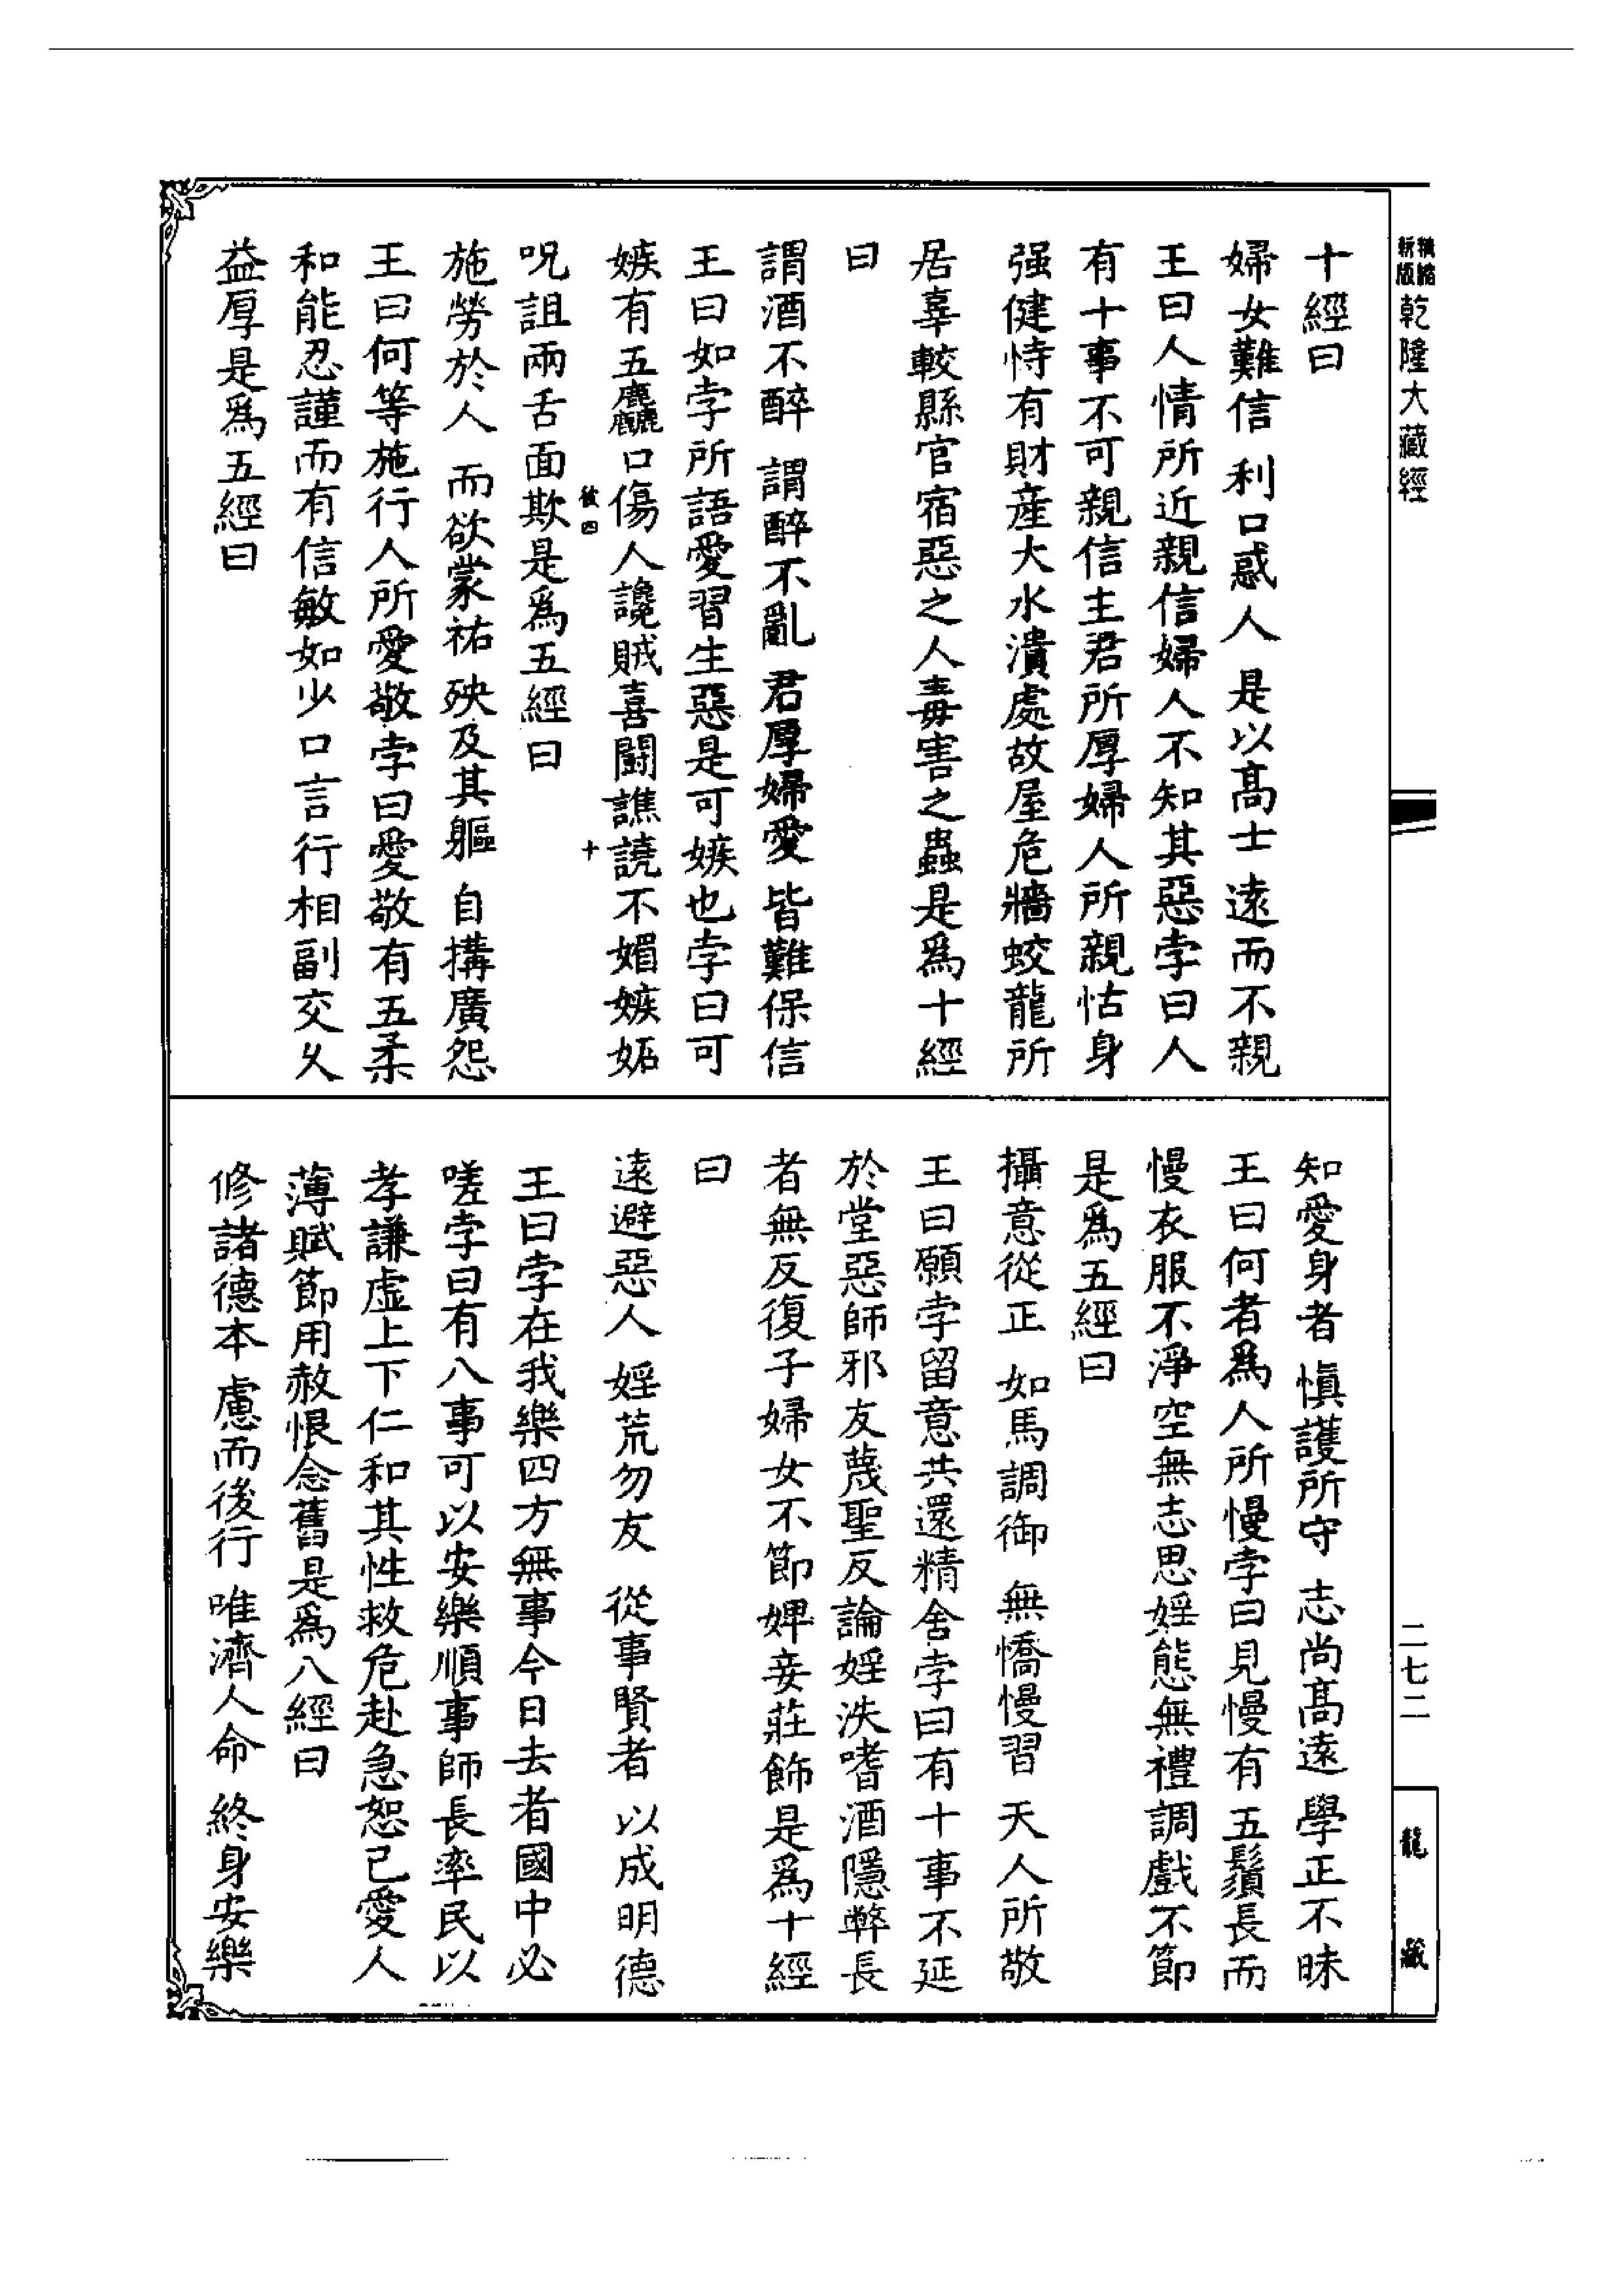 精縮新版乾隆大藏經
十經曰
婦女難信 利口惑人 是以高士 遠而不親
王曰人情所近親信婦人不知其惡孛曰人
有十事不可親信主君所厚婦人所親怙身
强健恃有財產大水漬處故屋危牆蛟龍所
居辜較縣官宿惡之人毒害之蟲是爲十經
曰
謂酒不醉 謂醉不亂 君厚婦愛 皆難保信
王曰如孛所語愛習生惡是可嫉也孛曰可
嫉有五麤口傷人讒賊喜鬭譙譊不媚嫉妬
彼四 十
呪詛兩舌面欺是爲五經曰
施勞於人 而欲蒙祐 殃及其軀 自搆廣怨
王曰何等施行人所愛敬孛曰愛敬有五柔
和能忍謹而有信敏如少口言行相副交久
益厚是爲五經曰
知愛身者 愼護所守 志尚高遠 學正不昧
王曰何者爲人所慢孛曰見慢有五鬚長而
慢衣服不淨空無志思婬態無禮調戲不節
是爲五經曰
攝意從正 如馬調御 無憍慢習 天人所敬
王曰願孛留意共還精舍孛曰有十事不延
於堂惡師邪友蔑聖反論婬泆嗜酒隱弊長
者無反復子婦女不節婢妾莊飾是爲十經
曰
遠避惡人 婬荒勿友 從事賢者 以成明德
王曰孛在我樂四方無事今日去者國中必
嗟孛曰有八事可以安樂順事師長率民以
孝謙虛上下仁和其性救危赴急恕己愛人
薄賦節用赦恨念舊是爲八經曰
修諸德本 慮而後行 唯濟人命 終身安樂
二七二
龍藏